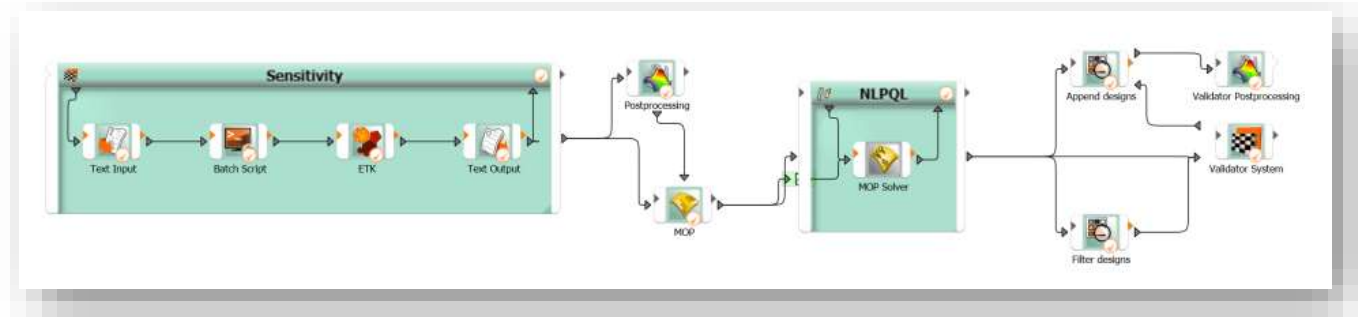 Sensitivity
Text Input
Batch Script
ETK
Text Output
Postprocessing
MOP
NLPQL
MOP Solver
Append designs
Validator Postprocessing
Validator System
Filter designs